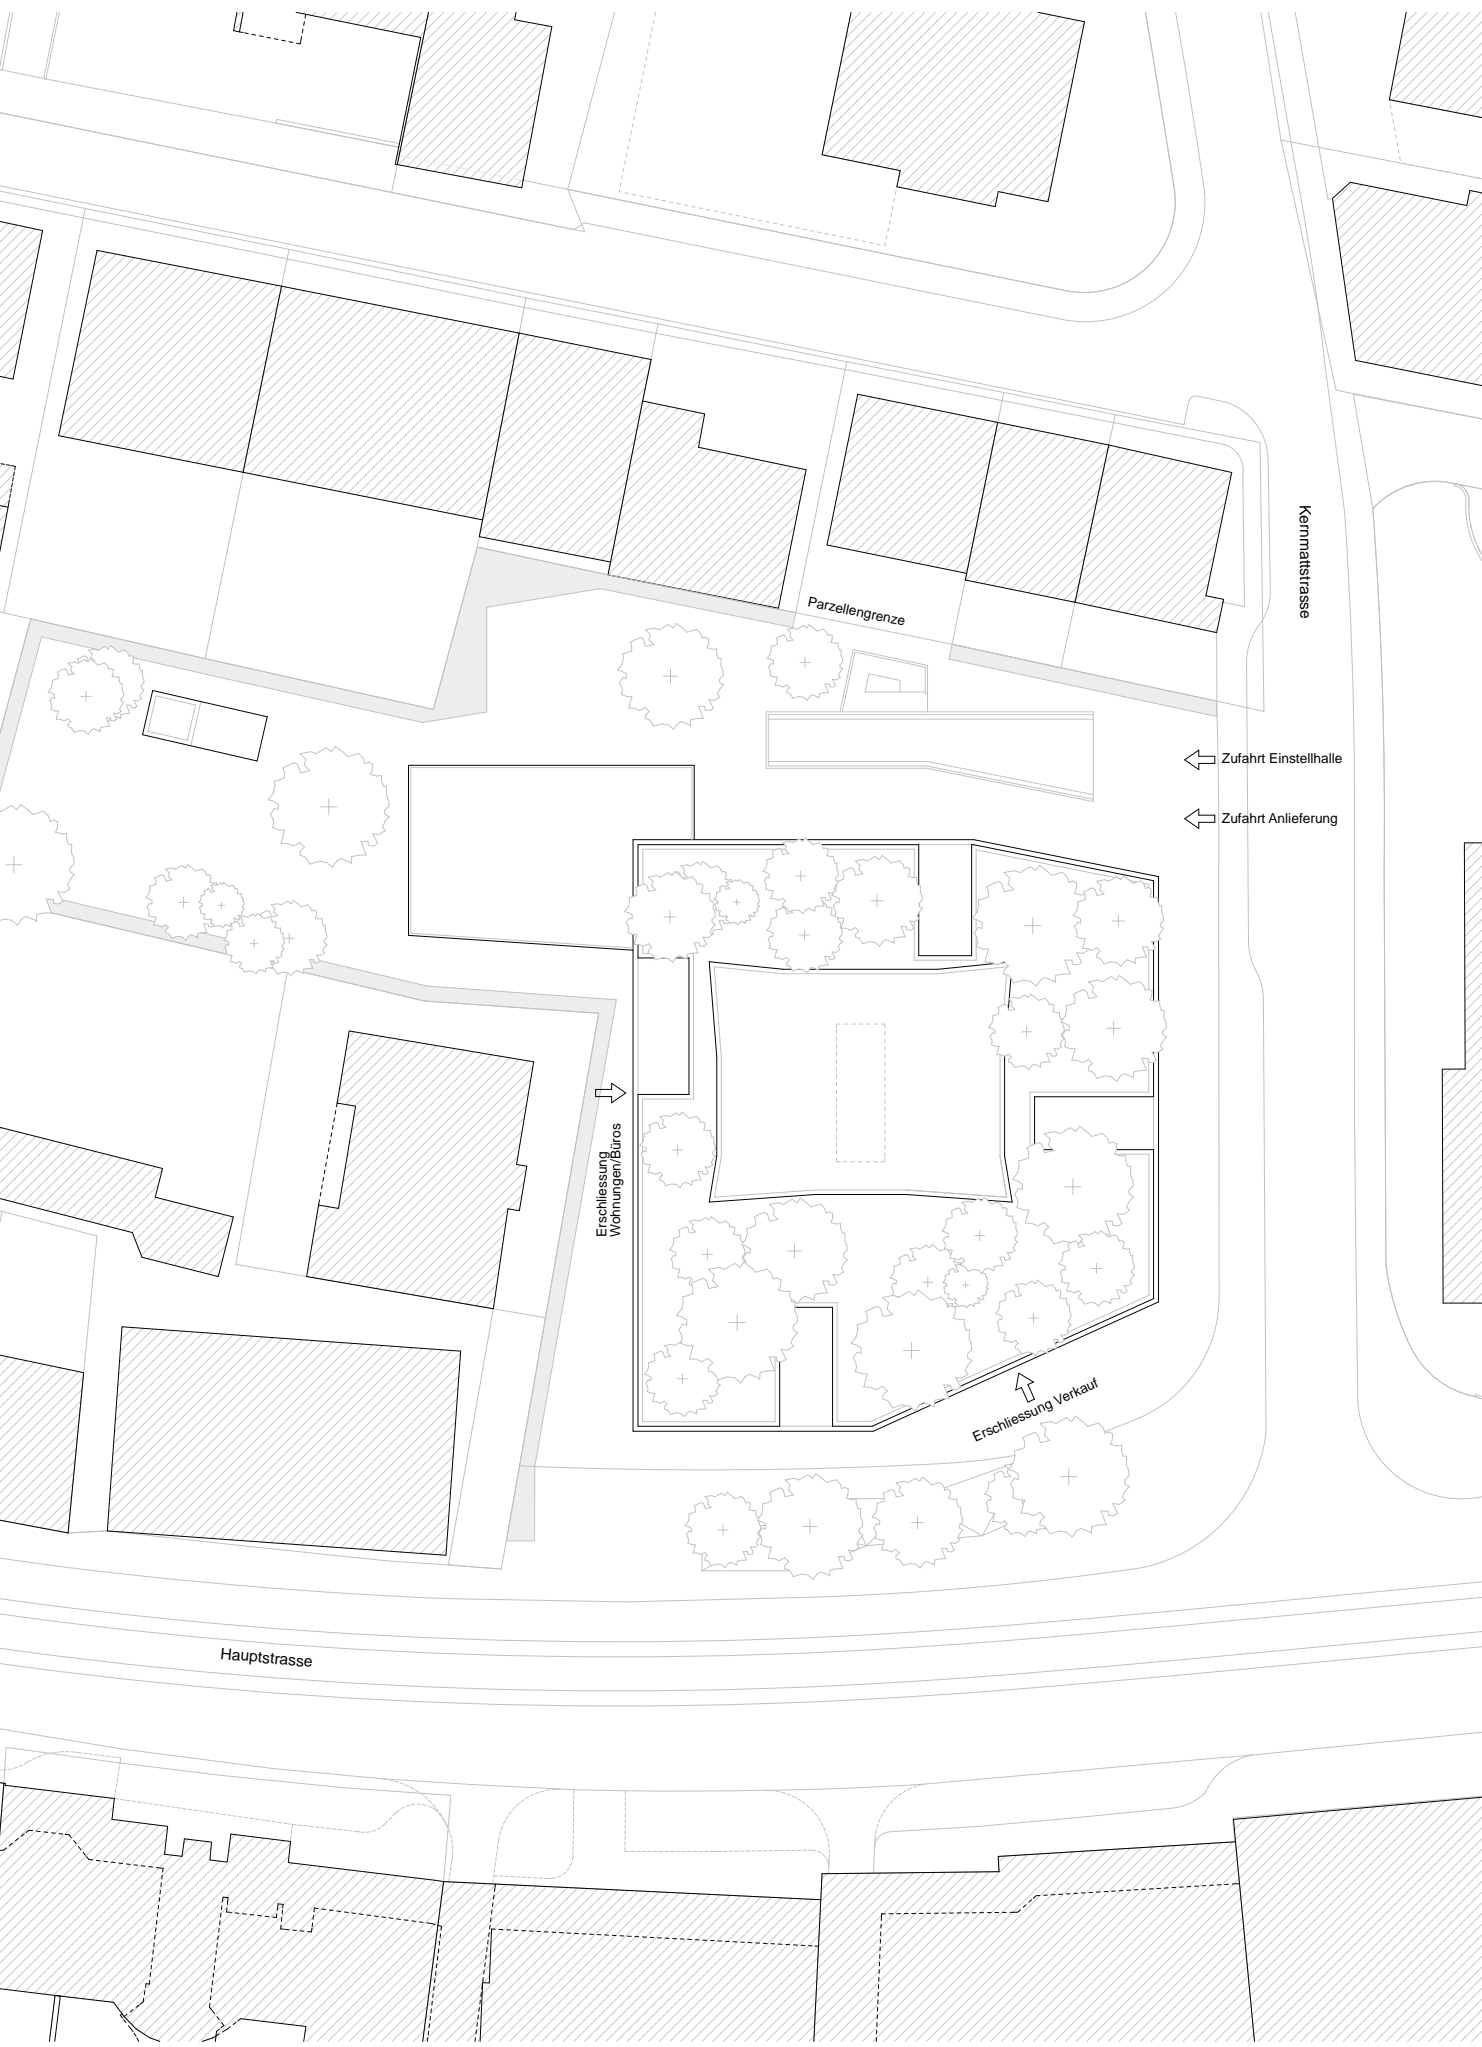 Kernmattstrasse
Parzellengrenze
Zufahrt Einstellhalle
Zufahrt Anlieferung
Erschliessung
Wohnungen/Büros
Erschliessung Verkauf
Hauptstrasse